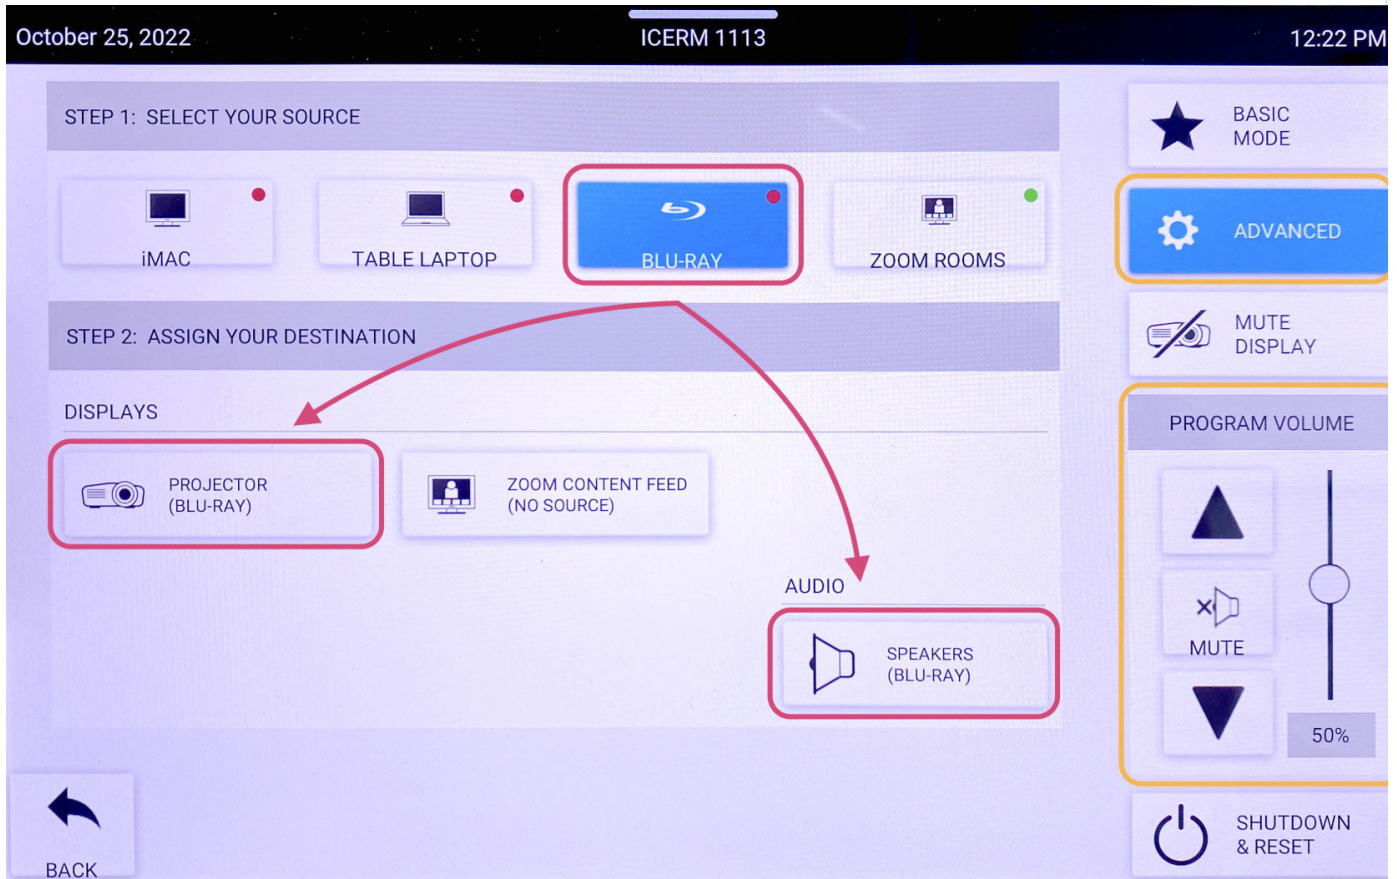 October 25, 2022
ICERM 1113
12:22 PM
STEP 1: SELECT YOUR SOURCE
iMAC
TABLE LAPTOP
BLU-RAY
ZOOM ROOMS
STEP 2: ASSIGN YOUR DESTINATION
DISPLAYS
PROJECTOR
(BLU-RAY)
ZOOM CONTENT FEED
(NO SOURCE)
AUDIO
SPEAKERS
(BLU-RAY)
BACK
BASIC
MODE
ADVANCED
MUTE
DISPLAY
PROGRAM VOLUME
MUTE
50%
SHUTDOWN
& RESET